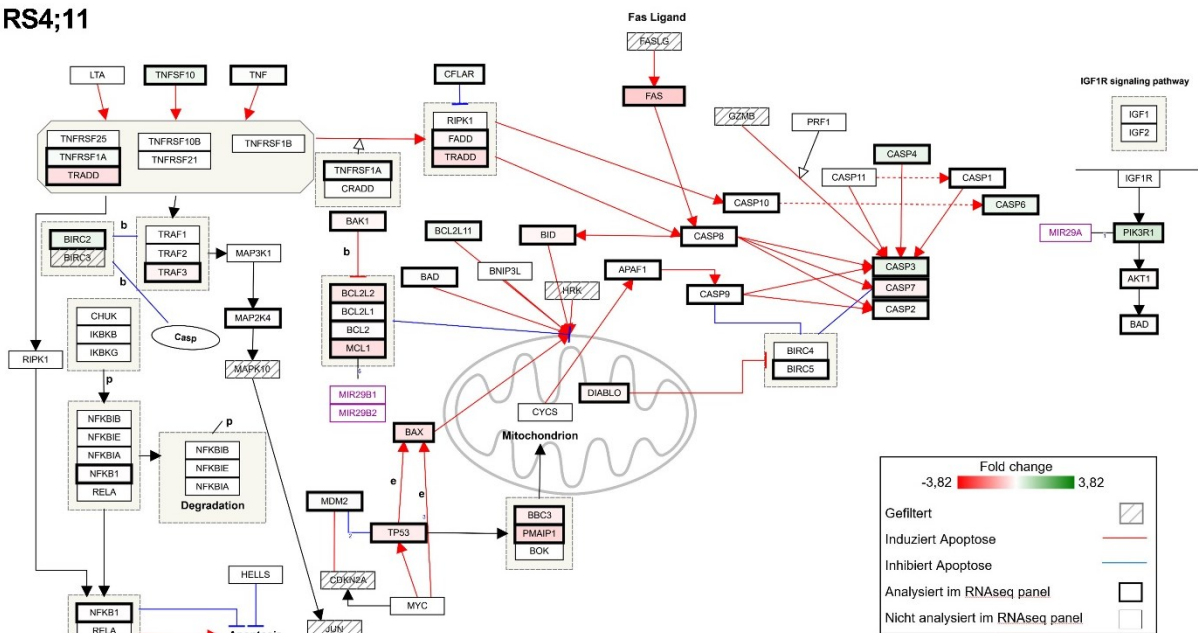 RS4;11
Fas Ligand
FASLG
LTA
TNFSF10
TNF
CFLAR
FAS
IGF1R signaling pathway
TNFRSF25
TNFRSF1A
TRADD
TNFRSF10B
TNFRSF21
TNFRSF1B
RIPK1
FADD
TRADD
GZMB
PRF1
IGF1
IGF2
TNFRSF1A
CRADD
CASP4
CASP11
CASP1
IGF1R
BIRC2
BIRC3
b
b
TRAF1
TRAF2
TRAF3
MAP3K1
BAK1
b
BCL2L11
BID
CASP10
CASP8
CASP6
MIR29A
PIK3R1
BAD
BNIP3L
HRK
APAF1
CASP9
CASP3
CASP7
CASP2
AKT1
BAD
BCL2L2
BCL2L1
BCL2
MCL1
CHUK
IKBKB
IKBKG
MAP2K4
Casp
RIPK1
MAPK10
p
BIRC4
BIRC5
MIR29B1
MIR29B2
DIABLO
CYCS
Mitochondrion
NFKBIB
NFKBIE
NFKBIA
NFKB1
RELA
p
NFKBIB
NFKBIE
NFKBIA
Degradation
BAX
e
e
MDM2
TP53
BBC3
PMAIP1
BOK
HELLS
CDKN2A
MYC
NFKB1
RELA
Apoptosis
JUN
Fold change
-3,82
3,82
Gefiltert
Induziert Apoptose
Inhibiert Apoptose
Analysiert im RNAseq panel
Nicht analysiert im RNAseq panel